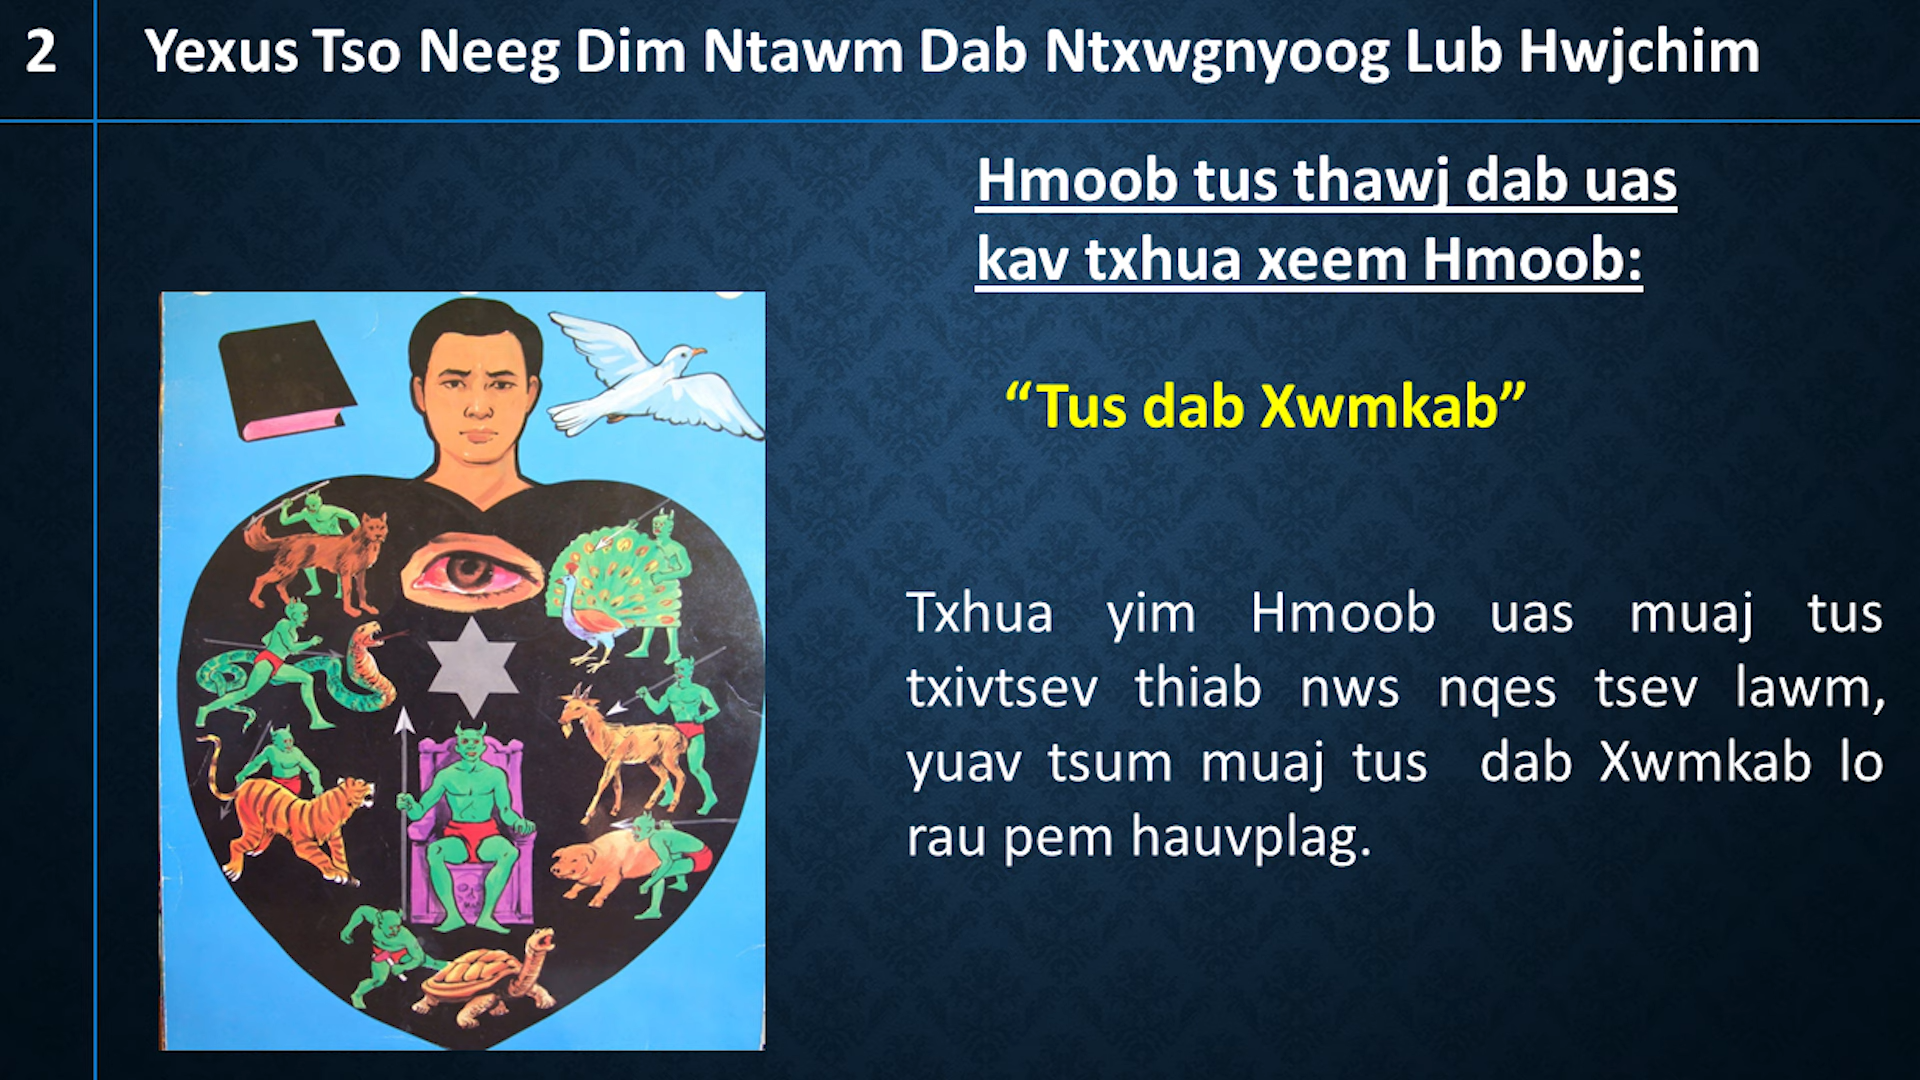 2
Yexus Tso Neeg Dim Ntawm Dab Ntxwgnyoog Lub Hwjchim
Hmoob tus thawj dab uas
kav txhua xeem Hmoob:
“Tus dab Xwmkab”
Txhua yim Hmoob uas muaj tus
txivtsev thiab nws nqes tsev lawm,
yuav tsum muaj tus dab Xwmkab lo
rau pem hauvplag.